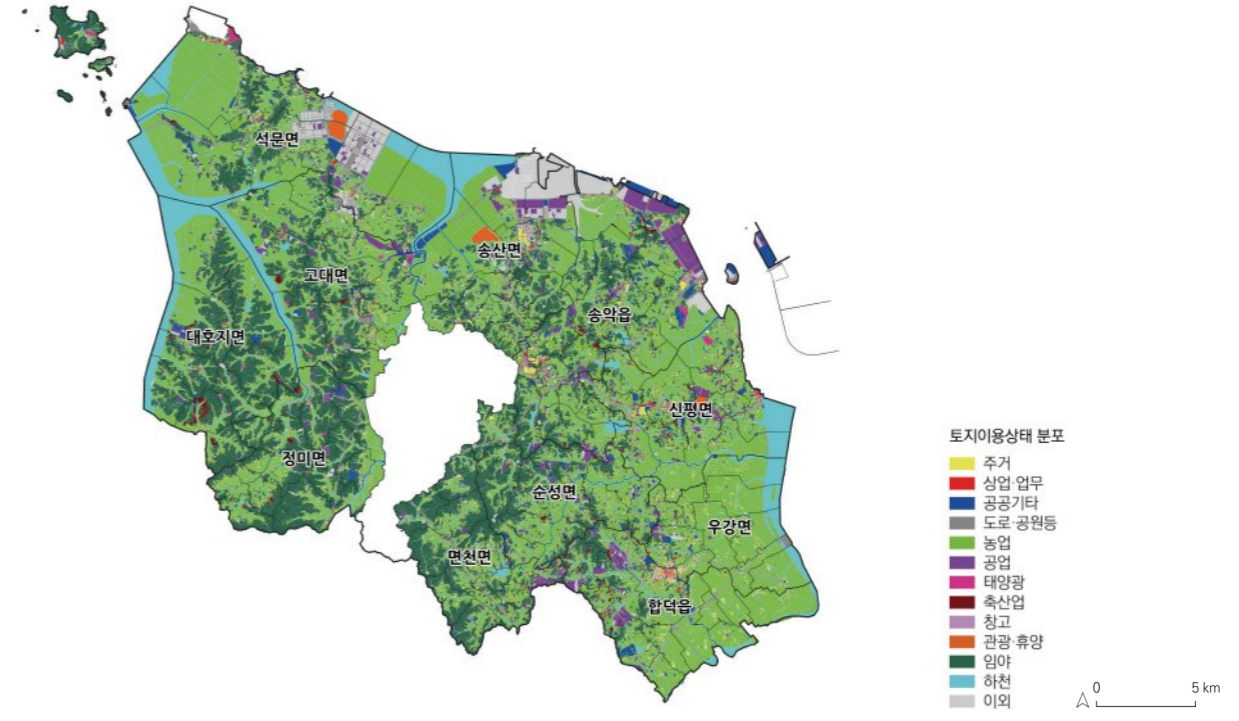 석문면
송산면
고대면
송악읍
대호지면
신평면
정미면
순성면
우강면
면천면
합덕읍
토지이용상태 분포
주거
상업·업무
공공기타
도로·공원등
농업
공업
태양광
축산업
창고
관광·휴양
임야
하천
이외
0 5 km